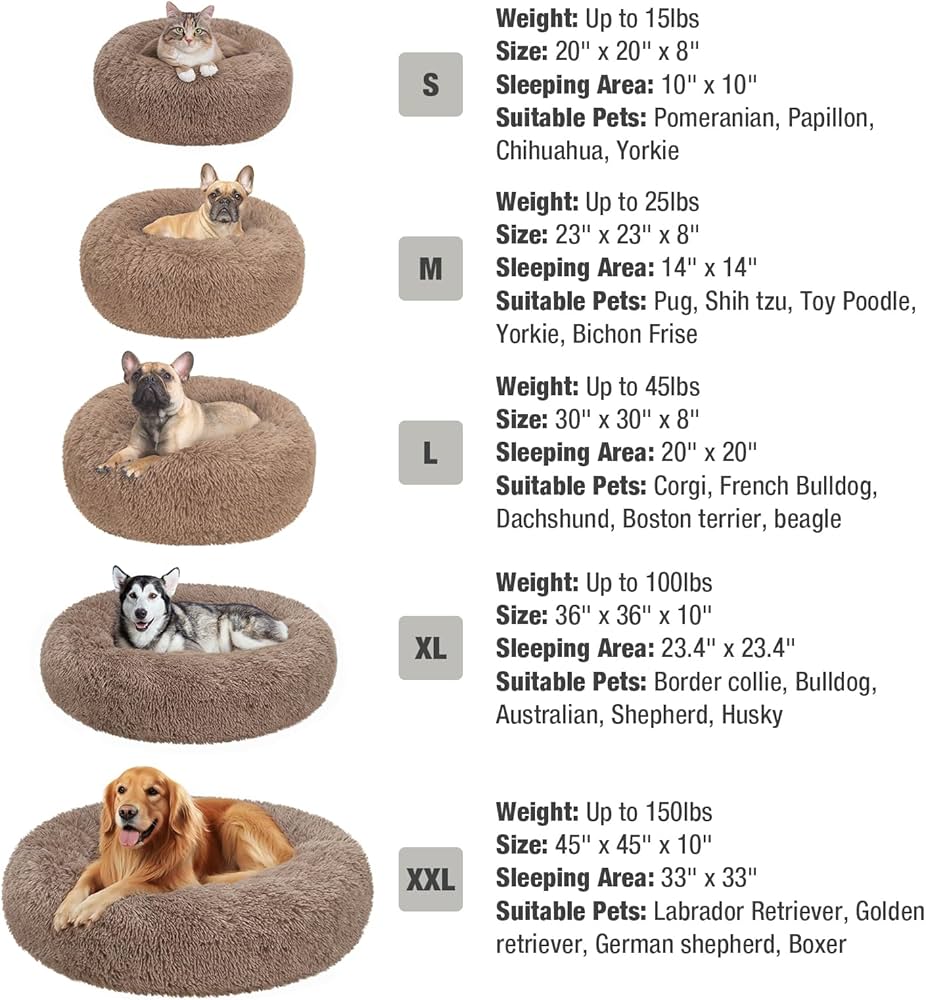 S
Weight: Up to 15lbs
Size: 20" x 20" x 8"
Sleeping Area: 10" x 10"
Suitable Pets: Pomeranian, Papillon,
Chihuahua, Yorkie
M
Weight: Up to 25lbs
Size: 23" x 23" x 8"
Sleeping Area: 14" x 14"
Suitable Pets: Pug, Shih tzu, Toy Poodle,
Yorkie, Bichon Frise
L
Weight: Up to 45lbs
Size: 30" x 30" x 8"
Sleeping Area: 20" x 20"
Suitable Pets: Corgi, French Bulldog,
Dachshund, Boston terrier, beagle
XL
Weight: Up to 100lbs
Size: 36" x 36" x 10"
Sleeping Area: 23.4" x 23.4"
Suitable Pets: Border collie, Bulldog,
Australian, Shepherd, Husky
XXL
Weight: Up to 150lbs
Size: 45" x 45" x 10"
Sleeping Area: 33" x 33"
Suitable Pets: Labrador Retriever, Golden
retriever, German shepherd, Boxer